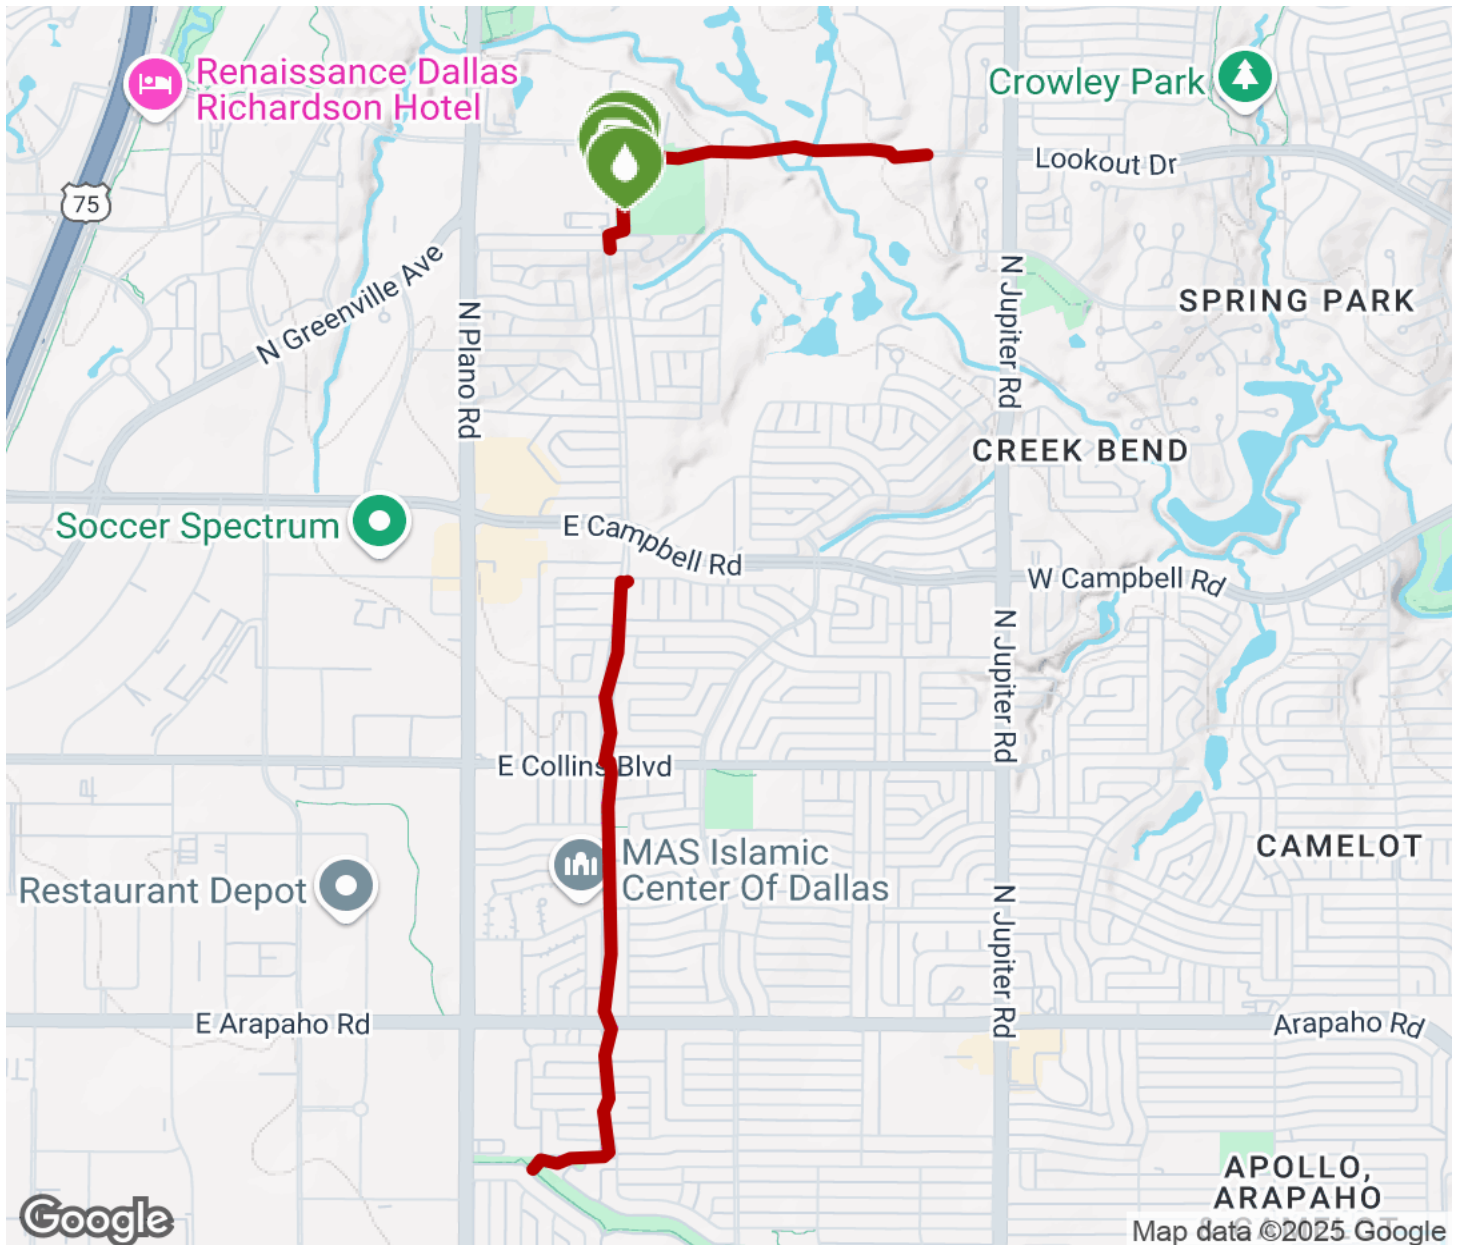 Renaissance Dallas
Richardson Hotel
Crowley Park
Lookout Dr
75
N Greenville Ave
N Plano Rd
N Jupiter Rd
SPRING PARK
CREEK BEND
Soccer Spectrum
E Campbell Rd
W Campbell Rd
N Jupiter Rd
E Collins Blvd
MAS Islamic
Center Of Dallas
CAMELOT
Restaurant Depot
N Jupiter Rd
E Arapaho Rd
Arapaho Rd
APOLLO,
ARAPAHO
Google
Map data ©2025 Google